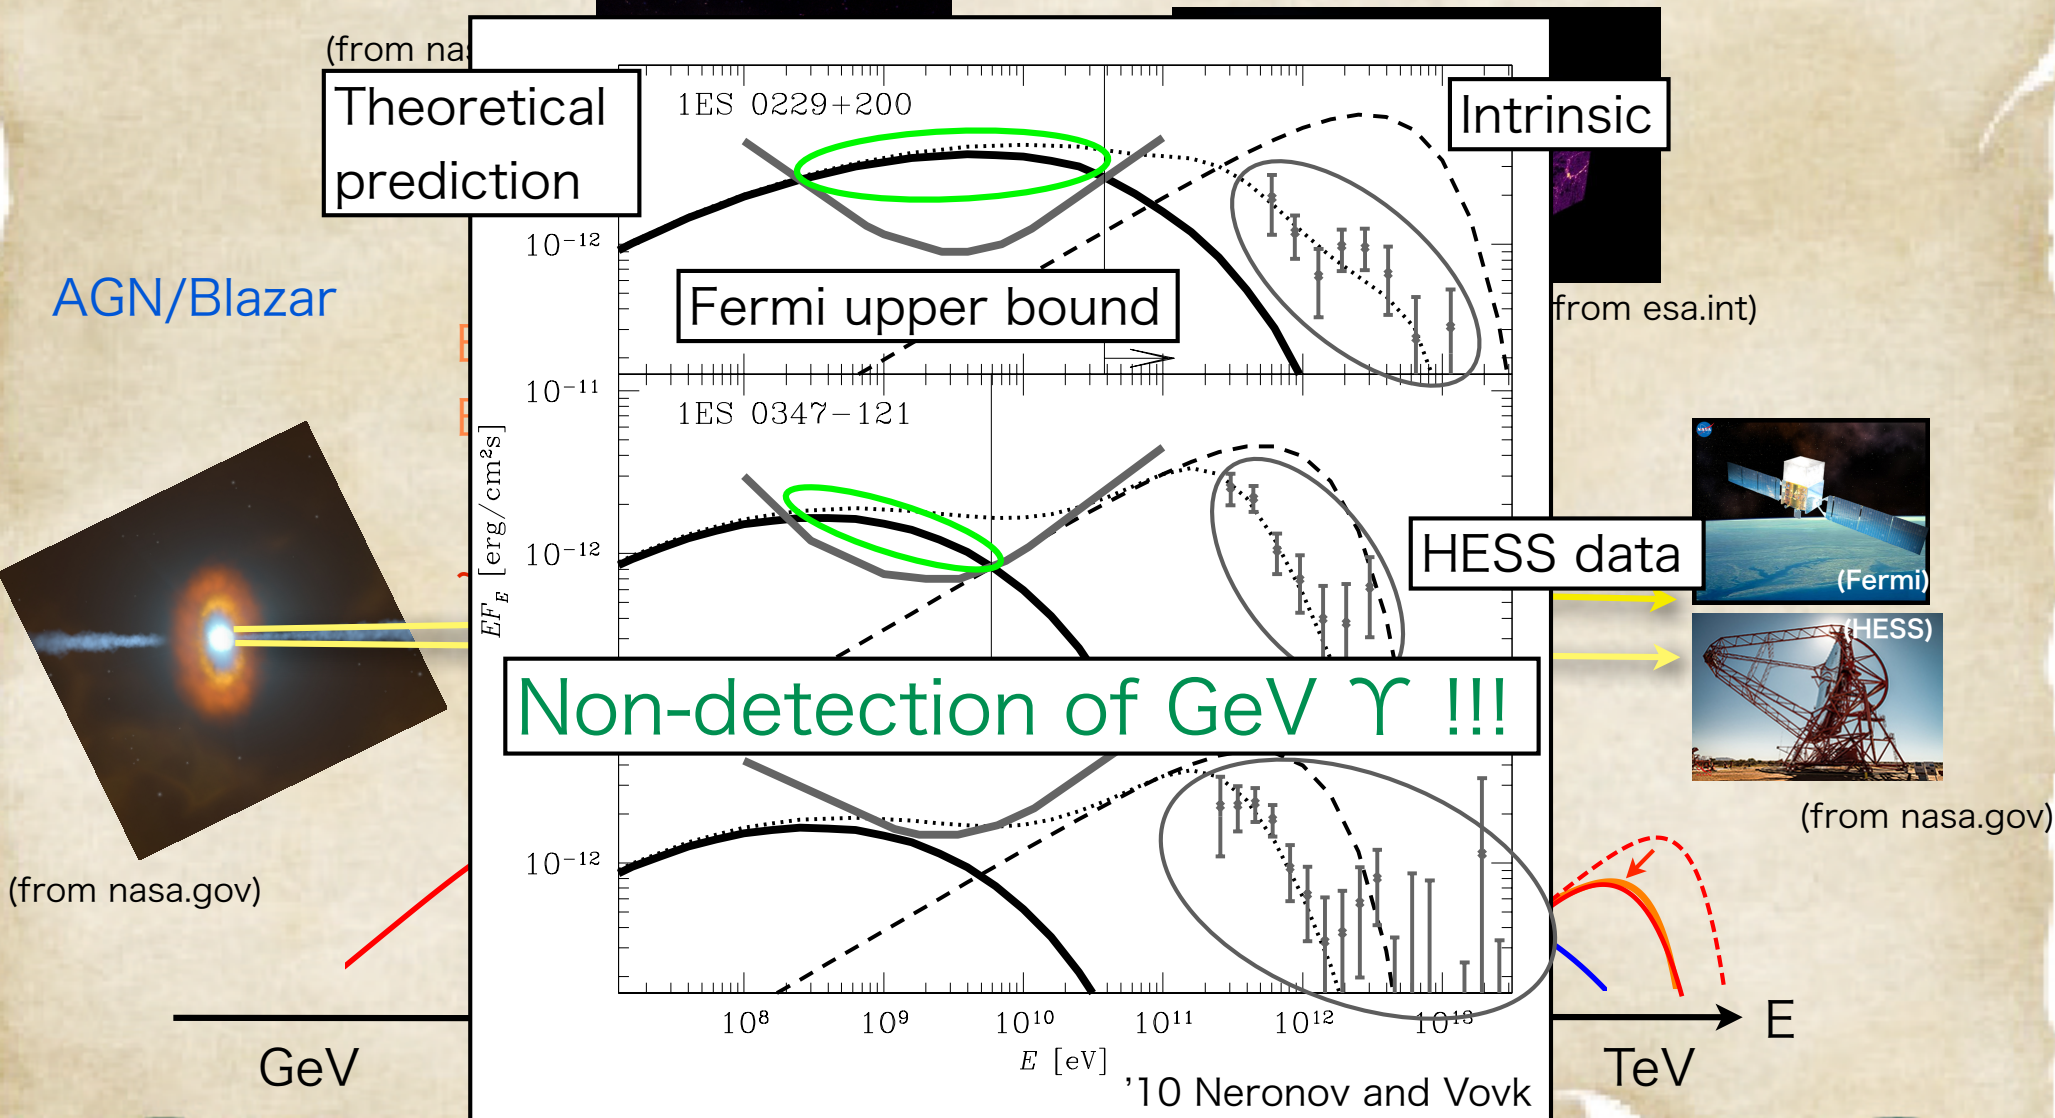 (from nas
Theoretical
prediction
1ES 0229+200
Intrinsic
10⁻¹²
AGN/Blazar
Fermi upper bound
from esa.int)
E
10⁻¹¹
E
1ES 0347−121
EF_E [erg/cm²s]
10⁻¹²
HESS data
NASA
(Fermi)
(HESS)
Non-detection of GeV ϒ !!!
(from nasa.gov)
10⁻¹²
(from nasa.gov)
10⁸ 10⁹ 10¹⁰ 10¹¹ 10¹² 10¹³
E
GeV
E [eV]
TeV
’10 Neronov and Vovk